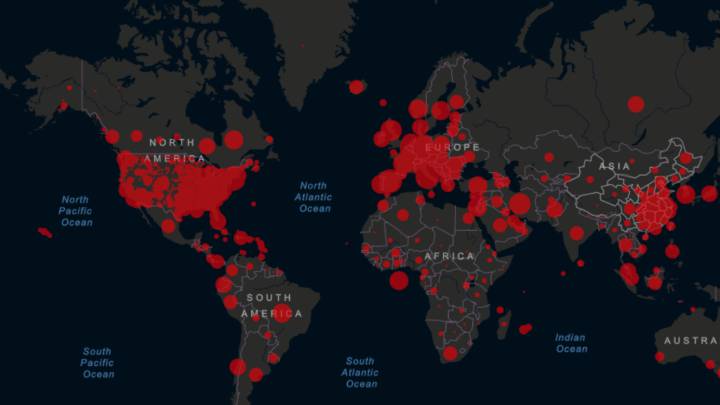 NORTH
AMERICA
EUROPE
ASIA
North
Pacific
Ocean
North
Atlantic
Ocean
AFRICA
SOUTH
AMERICA
Indian
Ocean
AUSTRA
South
Pacific
Ocean
South
Atlantic
Ocean